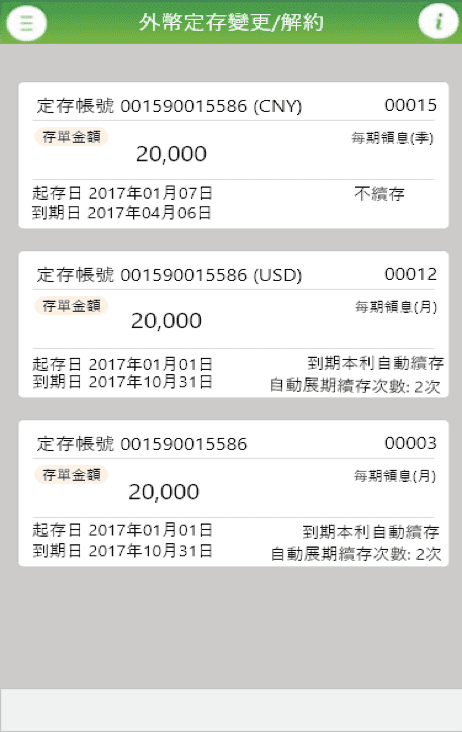 外幣定存變更/解約
定存帳號 001590015586 (CNY) 00015
存單金額 每期領息(季)
20,000
起存日 2017年01月07日 不續存
到期日 2017年04月06日
定存帳號 001590015586 (USD) 00012
存單金額 每期領息(月)
20,000
起存日 2017年01月01日 到期本利自動續存
到期日 2017年10月31日 自動展期續存次數: 2次
定存帳號 001590015586 00003
存單金額 每期領息(月)
20,000
起存日 2017年01月01日 到期本利自動續存
到期日 2017年10月31日 自動展期續存次數: 2次